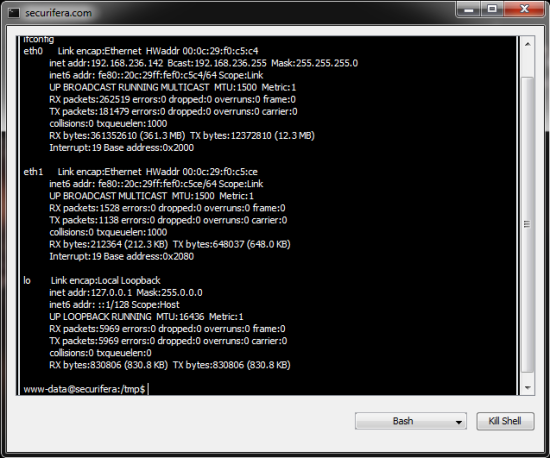 securifera.com
ifconfig
eth0 Link encap:Ethernet HWaddr 00:0c:29:f0:c5:c4
inet addr:192.168.236.142 Bcast:192.168.236.255 Mask:255.255.255.0
inet6 addr: fe80::20c:29ff:fef0:c5c4/64 Scope:Link
UP BROADCAST RUNNING MULTICAST MTU:1500 Metric:1
RX packets:262519 errors:0 dropped:0 overruns:0 frame:0
TX packets:181479 errors:0 dropped:0 overruns:0 carrier:0
collisions:0 txqueuelen:1000
RX bytes:361352610 (361.3 MB) TX bytes:12372810 (12.3 MB)
Interrupt:19 Base address:0x2000
eth1 Link encap:Ethernet HWaddr 00:0c:29:f0:c5:ce
inet6 addr: fe80::20c:29ff:fef0:c5ce/64 Scope:Link
UP BROADCAST MULTICAST MTU:1500 Metric:1
RX packets:1528 errors:0 dropped:0 overruns:0 frame:0
TX packets:1138 errors:0 dropped:0 overruns:0 carrier:0
collisions:0 txqueuelen:1000
RX bytes:212364 (212.3 KB) TX bytes:648037 (648.0 KB)
Interrupt:19 Base address:0x2080
lo Link encap:Local Loopback
inet addr:127.0.0.1 Mask:255.0.0.0
inet6 addr: ::1/128 Scope:Host
UP LOOPBACK RUNNING MTU:16436 Metric:1
RX packets:5969 errors:0 dropped:0 overruns:0 frame:0
TX packets:5969 errors:0 dropped:0 overruns:0 carrier:0
collisions:0 txqueuelen:0
RX bytes:830806 (830.8 KB) TX bytes:830806 (830.8 KB)
www-data@securifera:/tmp$
Bash
Kill Shell